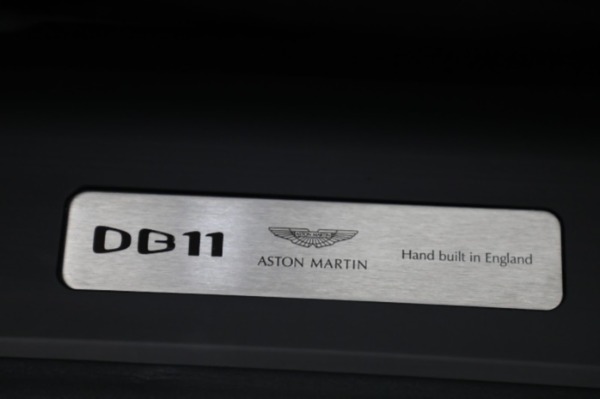 DB11
ASTON MARTIN
Hand built in England